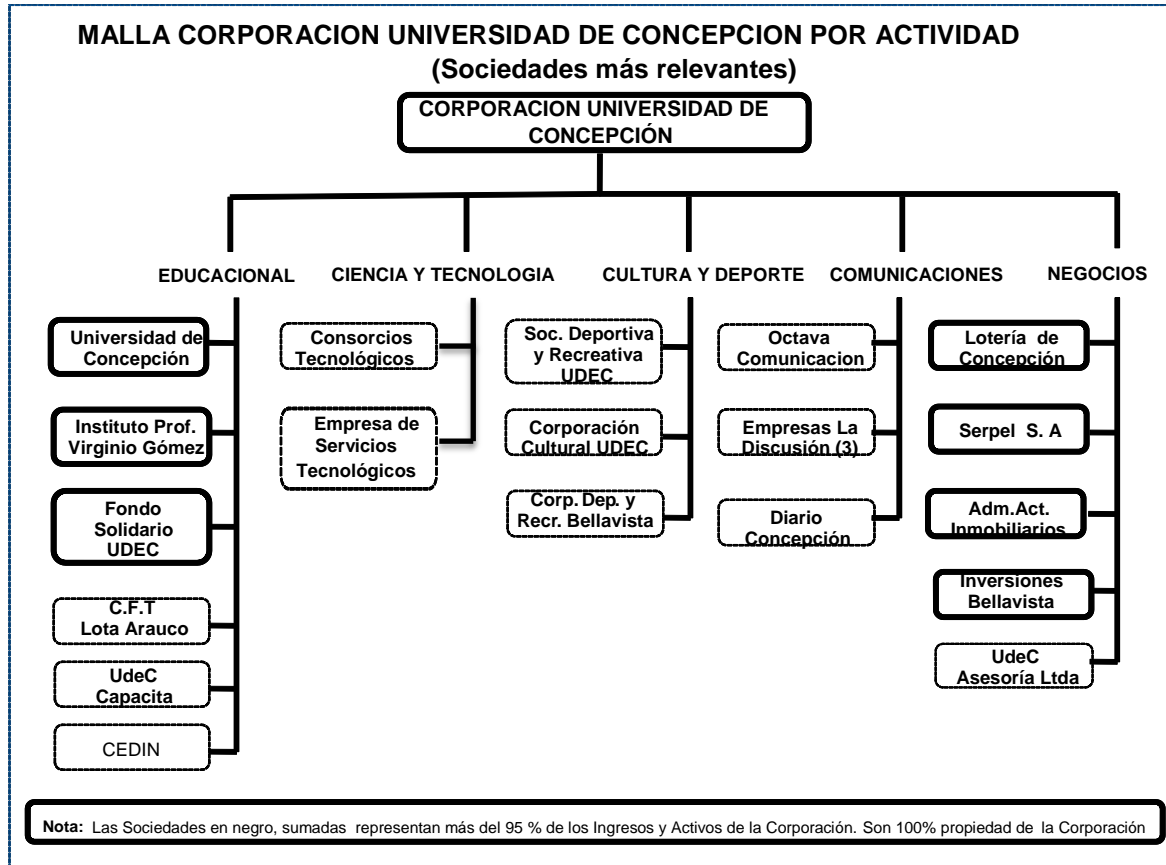 MALLA CORPORACION UNIVERSIDAD DE CONCEPCION POR ACTIVIDAD
(Sociedades más relevantes)
CORPORACION UNIVERSIDAD DE
CONCEPCIÓN
EDUCACIONAL
Universidad de
Concepción
Instituto Prof.
Virginio Gómez
Fondo
Solidario
UDEC
C.F.T
Lota Arauco
UdeC
Capacita
CEDIN
CIENCIA Y TECNOLOGIA
Consorcios
Tecnológicos
Empresa de
Servicios
Tecnológicos
CULTURA Y DEPORTE
Soc. Deportiva
y Recreativa
UDEC
Corporación
Cultural UDEC
Corp. Dep. y
Recr. Bellavista
COMUNICACIONES
Octava
Comunicacion
Empresas La
Discusión (3)
Diario
Concepción
NEGOCIOS
Lotería de
Concepción
Serpel S. A
Adm.Act.
Inmobiliarios
Inversiones
Bellavista
UdeC
Asesoría Ltda
Nota: Las Sociedades en negro, sumadas representan más del 95 % de los Ingresos y Activos de la Corporación. Son 100% propiedad de la Corporación